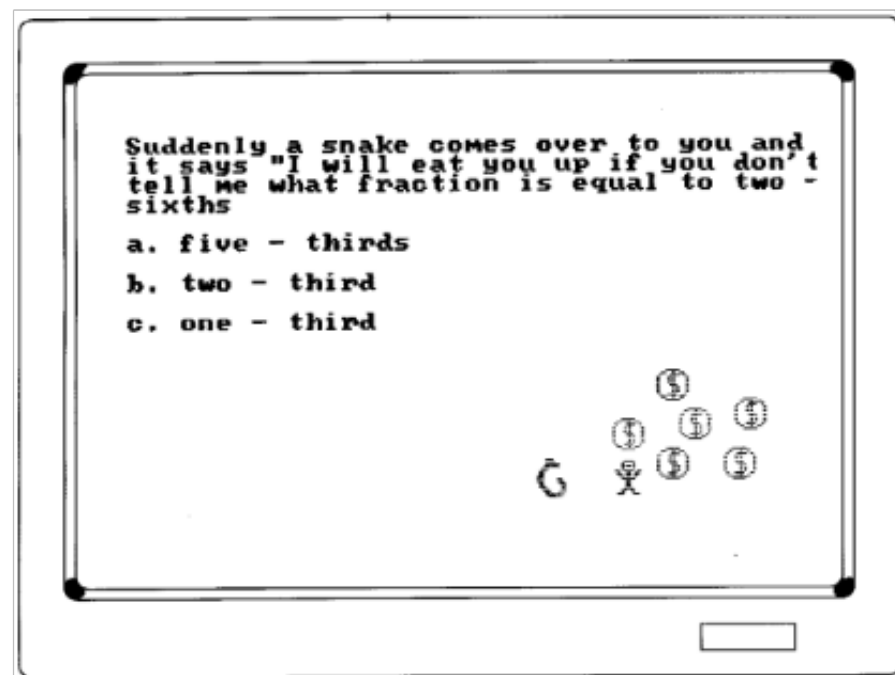 Suddenly a snake comes over to you and
it says "I will eat you up if you don't
tell me what fraction is equal to two -
sixths
a. five - thirds
b. two - third
c. one - third
$
$
$
$
$
$